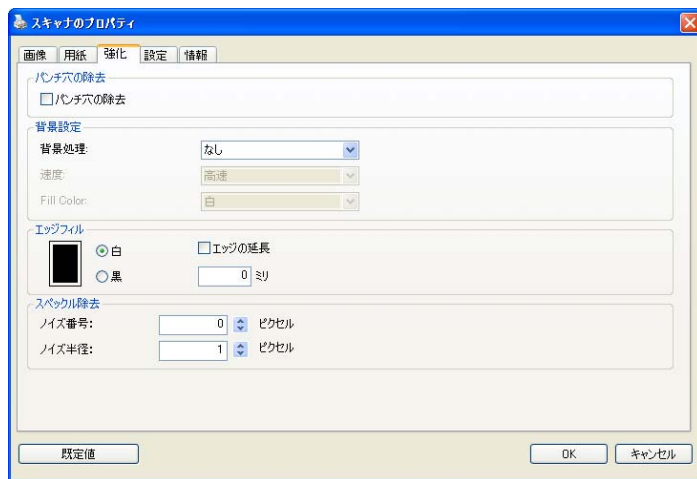 スキャナのプロパティ
画像 用紙 強化 設定 情報
パンチ穴の除去
パンチ穴の除去
背景設定
背景処理: なし
速度: 高速
Fill Color: 白
エッジフィル
白 エッジの延長
黒 0 ミリ
スペックル除去
ノイズ番号: 0 ピクセル
ノイズ半径: 1 ピクセル
既定値 OK キャンセル